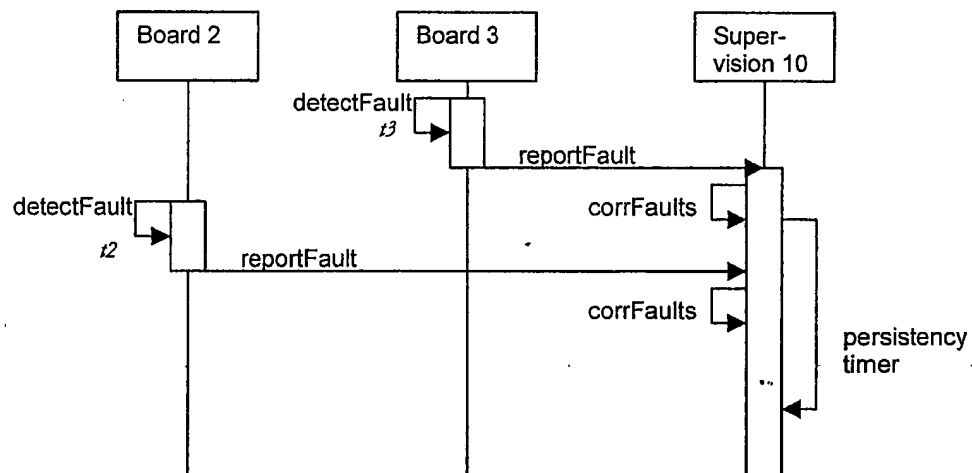 Board 2
Board 3
Super-
vision 10
detectFault
t3
reportFault
detectFault
t2
corrFaults
reportFault
corrFaults
persistency
timer